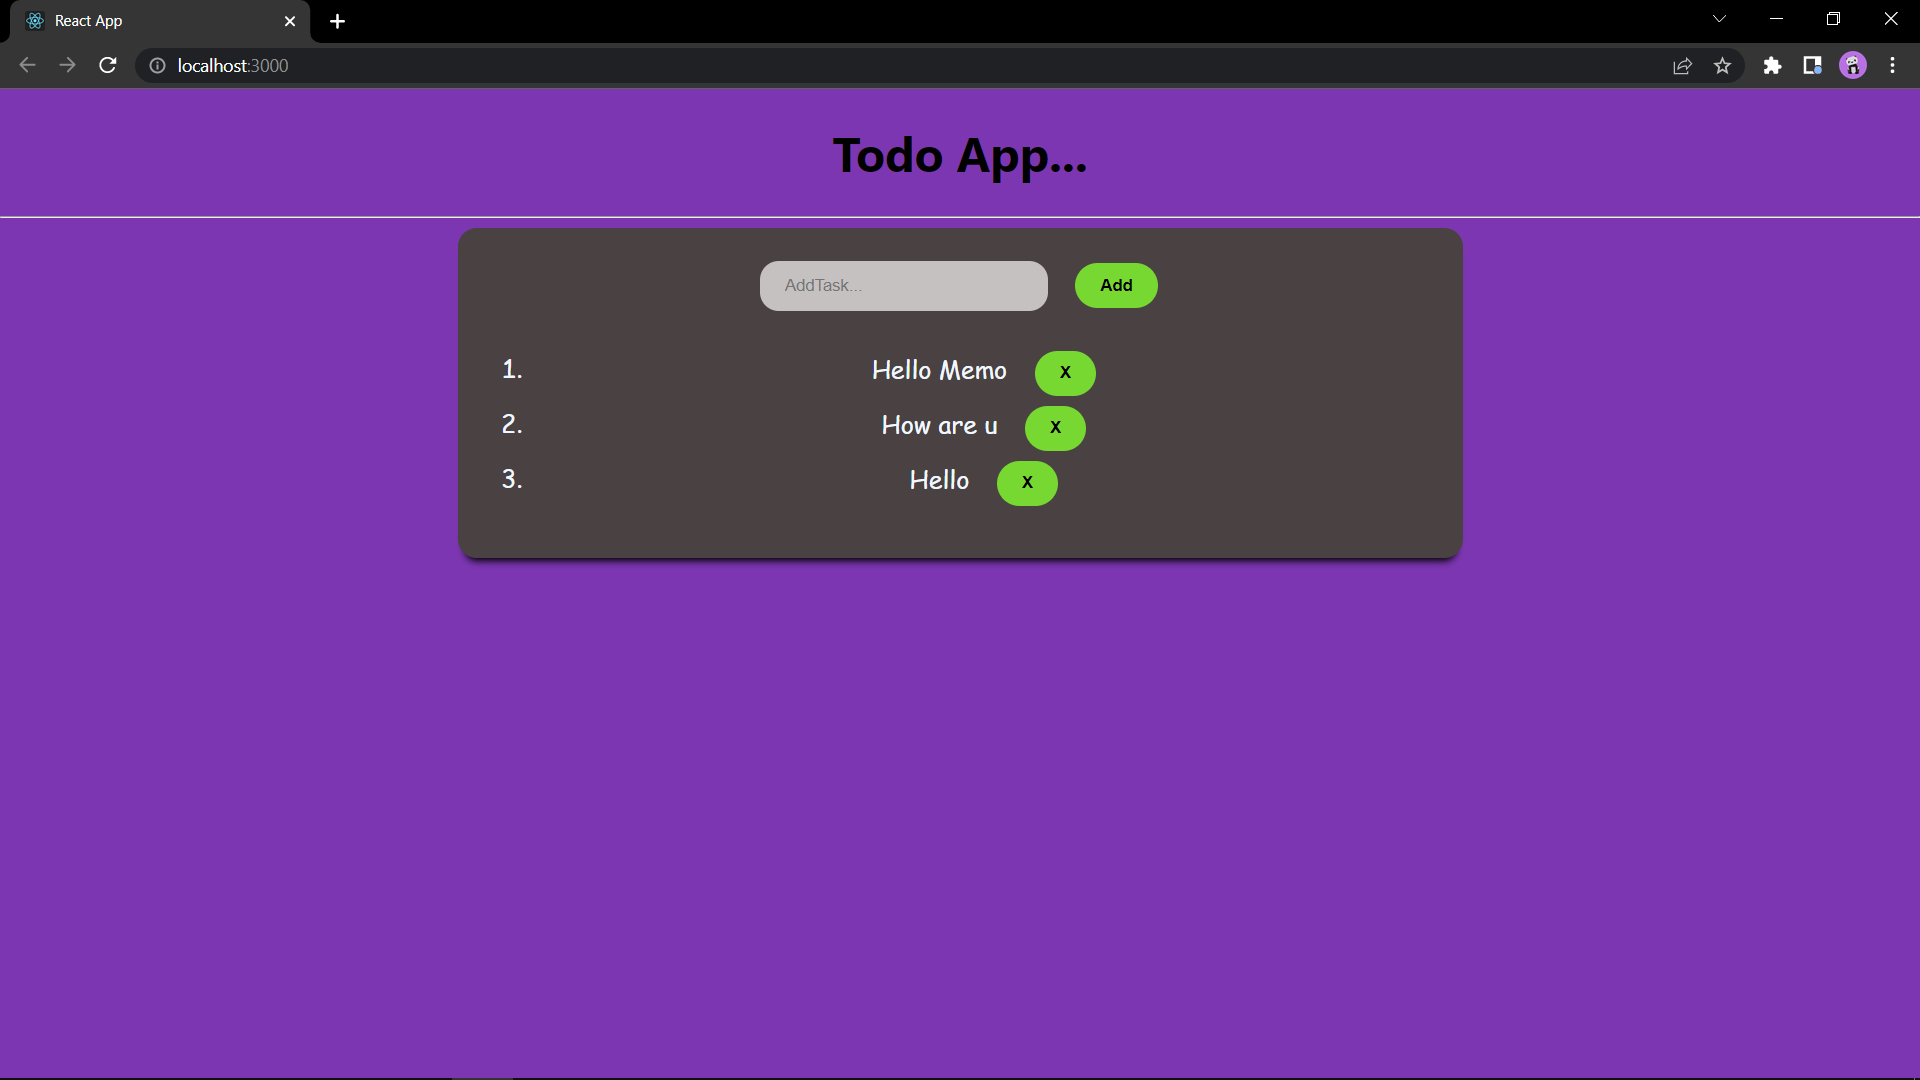 React App
localhost:3000
Todo App...
AddTask... Add
1. Hello Memo X
2. How are u X
3. Hello X